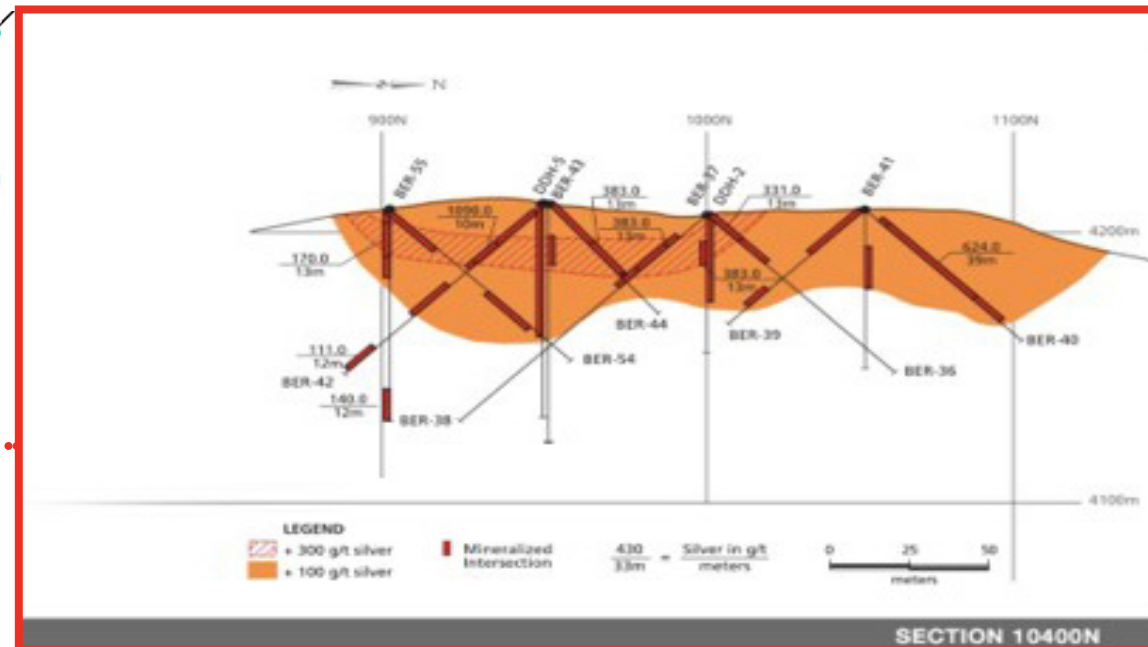 N
900N
1000N
1100N
BER-55
DDH-5
BER-43
BER-37
DDH-2
BER-41
1090.0
10m
383.0
13m
383.0
13m
331.0
13m
4200m
170.0
13m
624.0
39m
383.0
13m
BER-44
BER-39
BER-40
111.0
12m
BER-42
BER-54
BER-36
140.0
12m
BER-38
4100m
LEGEND
+ 300 g/t silver
+ 100 g/t silver
Mineralized
Intersection
430
33m
=
Silver in g/t
meters
0 25 50
meters
SECTION 10400N